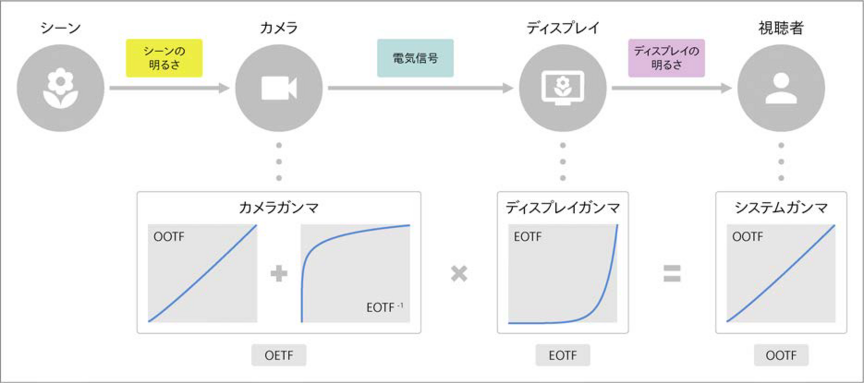 シーン
カメラ
ディスプレイ
視聴者
シーンの
明るさ
電気信号
ディスプレイの
明るさ
カメラガンマ
ディスプレイガンマ
システムガンマ
OOTF
EOTF -1
EOTF
OOTF
OETF
EOTF
OOTF